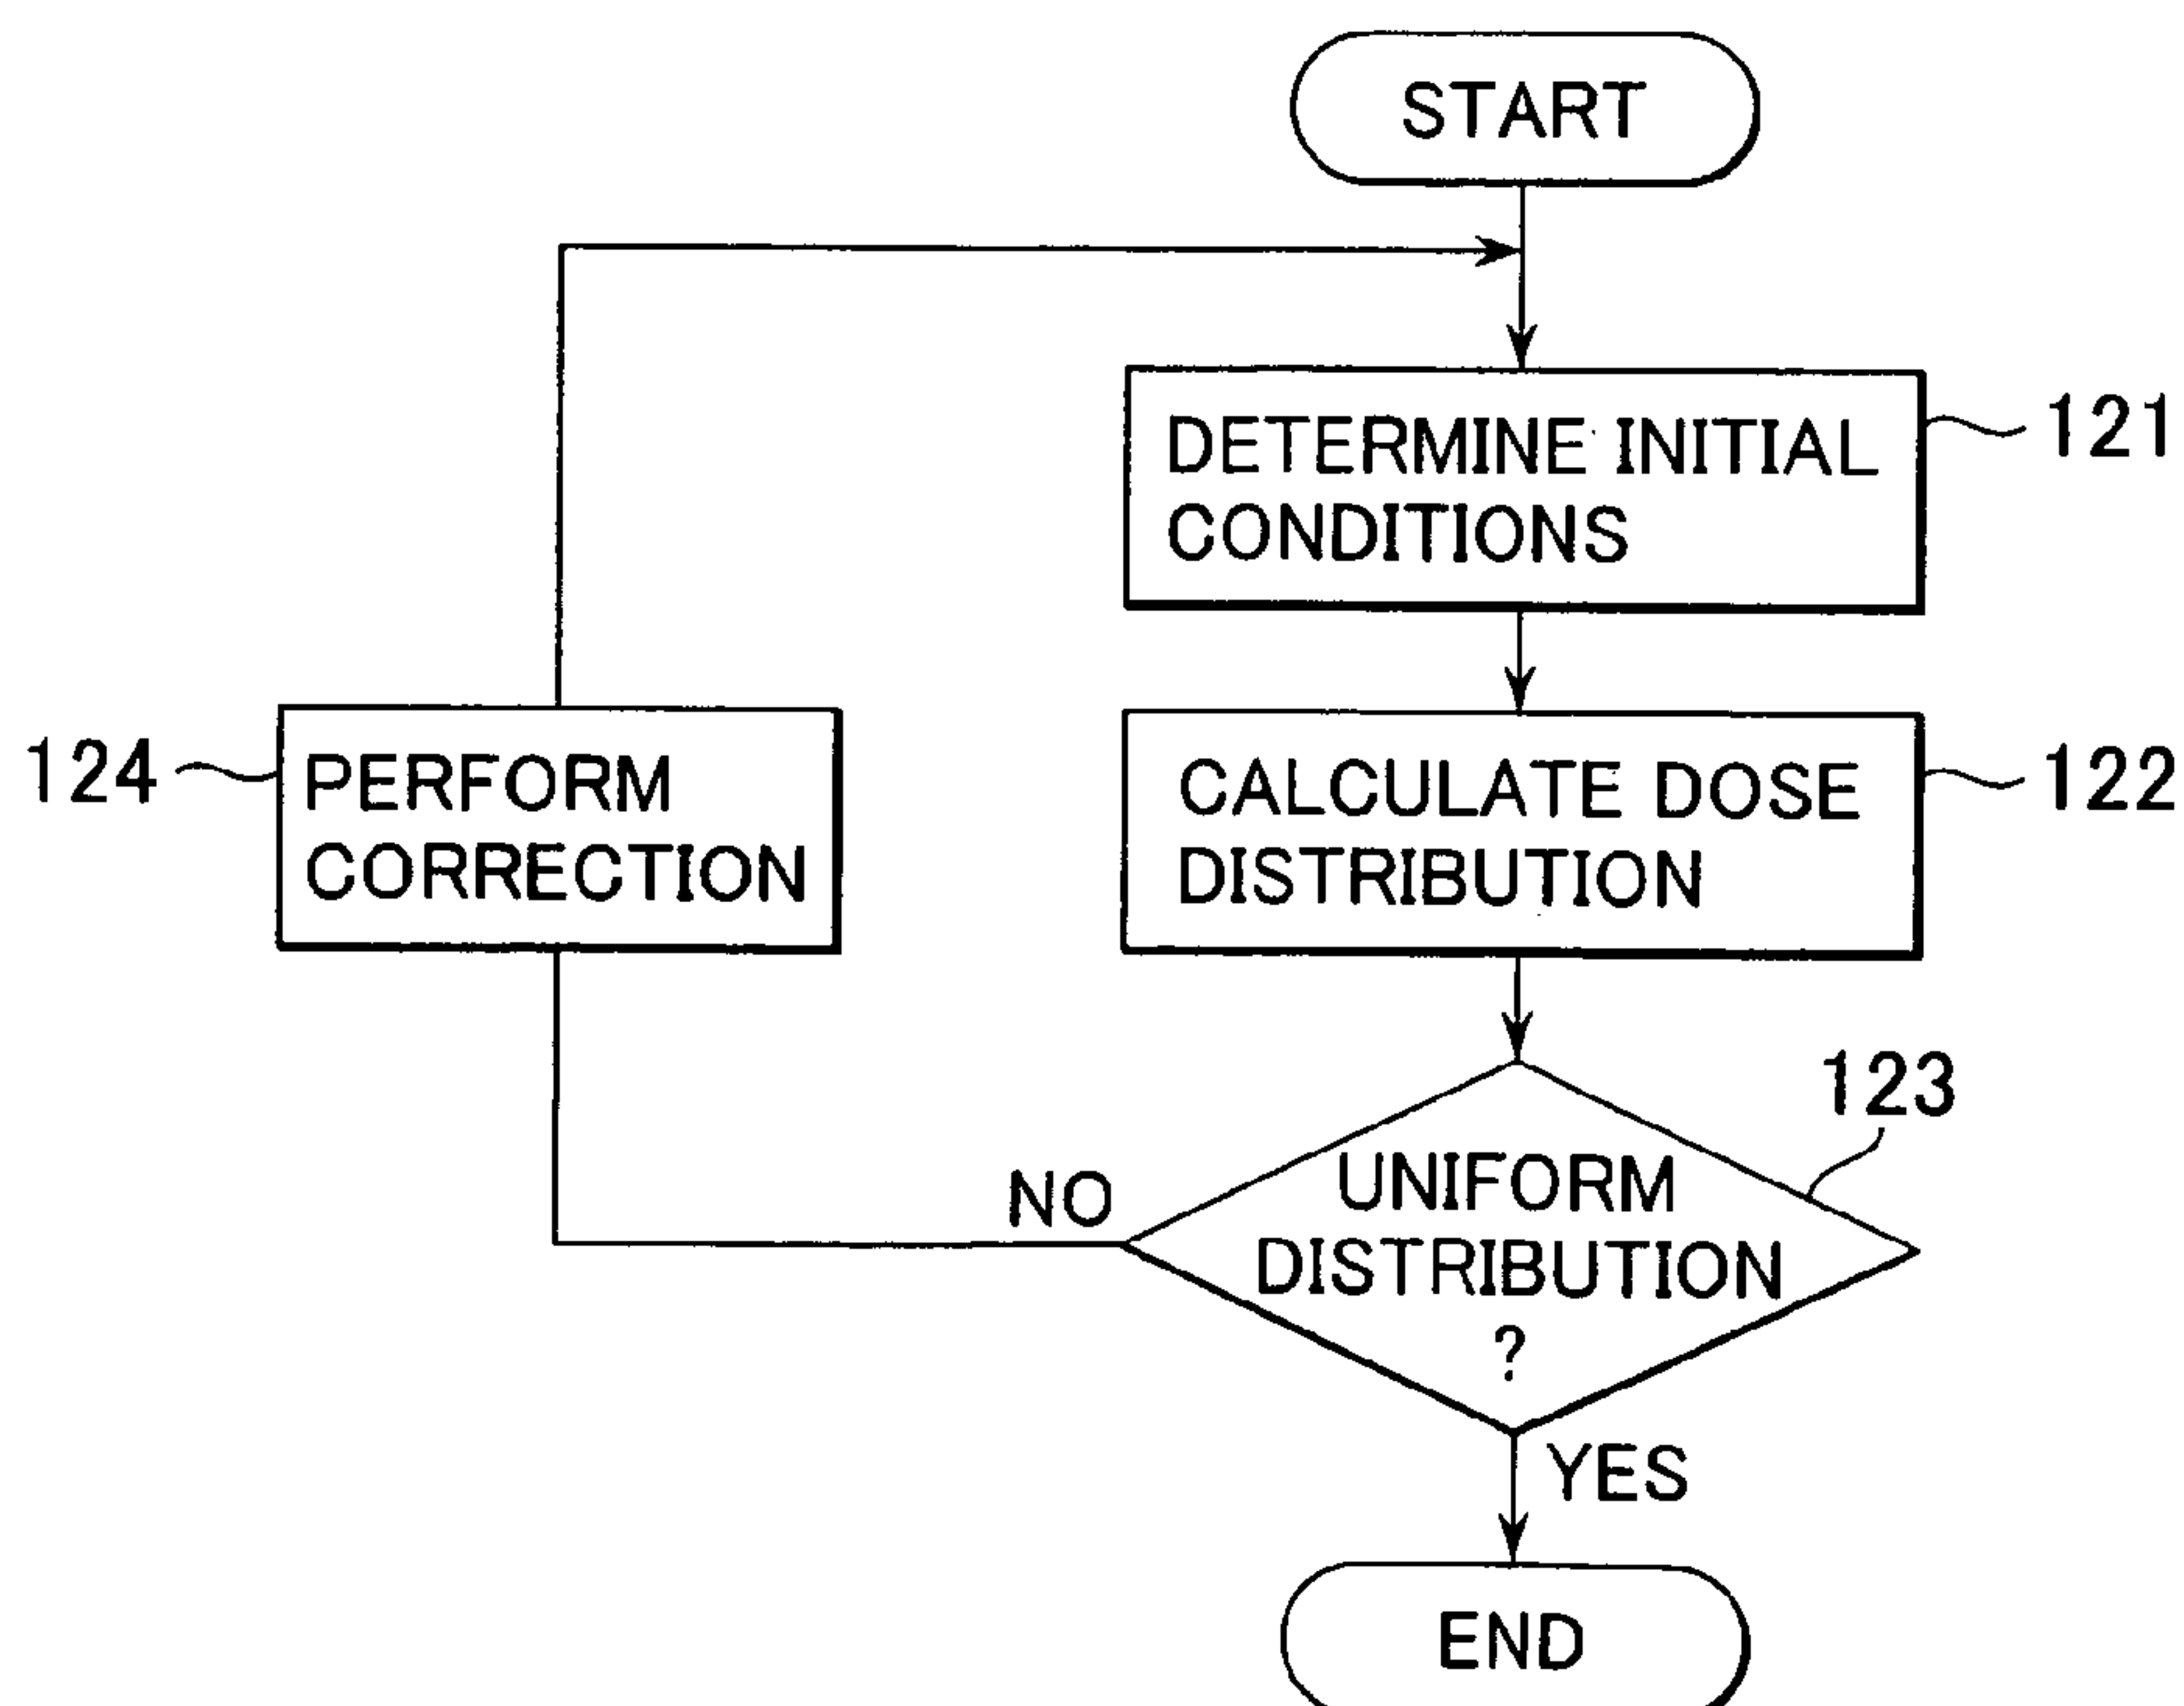 START
DETERMINE INITIAL
CONDITIONS
121
CALCULATE DOSE
DISTRIBUTION
122
124
PERFORM
CORRECTION
123
UNIFORM
DISTRIBUTION
?
NO
YES
END